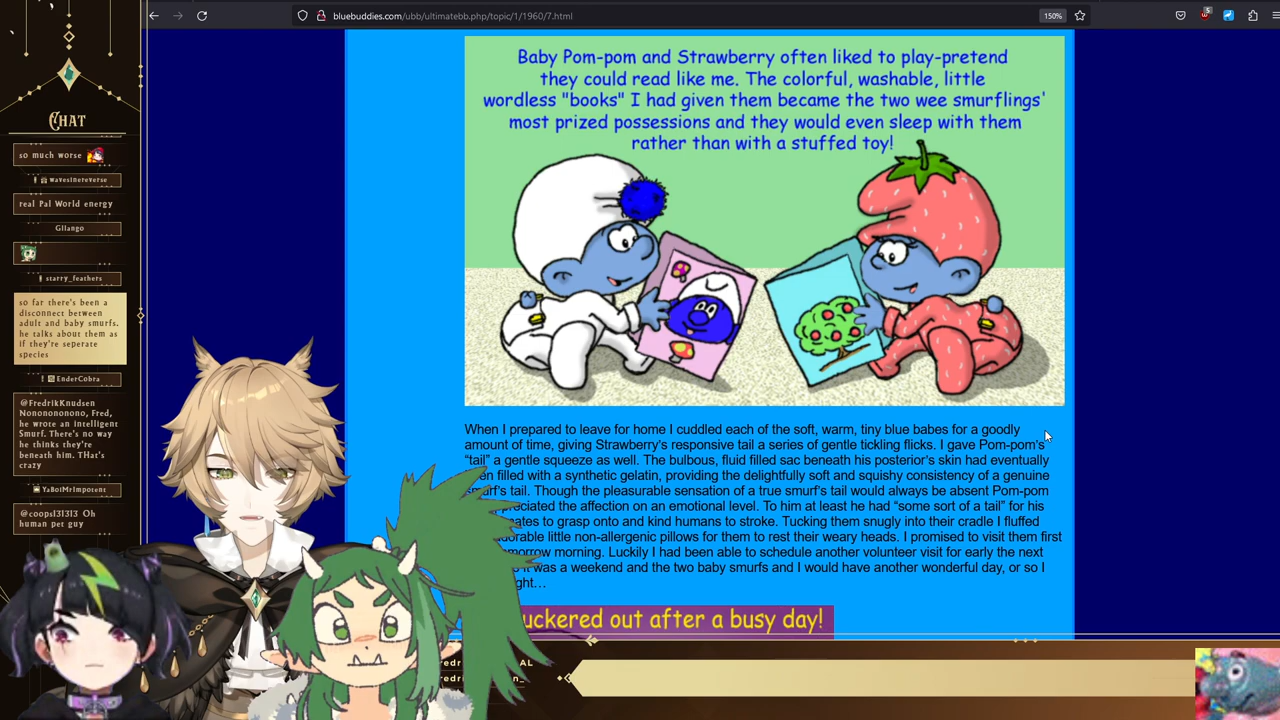 bluebuddies.com/ubb/ultimatebb.php/topic/1/1960/7.html
150%
5
Chat
so much worse
wavesinereverse
real Pal World energy
Gllango
starry_feathers
so far there's been a
disconnect between
adult and baby smurfs.
he talks about them as
if they're seperate
species
EnderCobra
@FredrikKnudsen
Nononononono, Fred,
he wrote an intelligent
Smurf. There's no way
he thinks they're
beneath him. THat's
crazy
YaBoiMrImpotent
@coops131313 Oh
human pet guy
Baby Pom-pom and Strawberry often liked to play-pretend
they could read like me. The colorful, washable, little
wordless "books" I had given them became the two wee smurflings'
most prized possessions and they would even sleep with them
rather than with a stuffed toy!
When I prepared to leave for home I cuddled each of the soft, warm, tiny blue babes for a goodly
amount of time, giving Strawberry's responsive tail a series of gentle tickling flicks. I gave Pom-pom's
"tail" a gentle squeeze as well. The bulbous, fluid filled sac beneath his posterior's skin had eventually
en filled with a synthetic gelatin, providing the delightfully soft and squishy consistency of a genuine
smurf's tail. Though the pleasurable sensation of a true smurf's tail would always be absent Pom-pom
preciated the affection on an emotional level. To him at least he had "some sort of a tail" for his
mates to grasp onto and kind humans to stroke. Tucking them snugly into their cradle I fluffed
dorable little non-allergenic pillows for them to rest their weary heads. I promised to visit them first
omorrow morning. Luckily I had been able to schedule another volunteer visit for early the next
it was a weekend and the two baby smurfs and I would have another wonderful day, or so I
ght…
uckered out after a busy day!
edr AL
redri